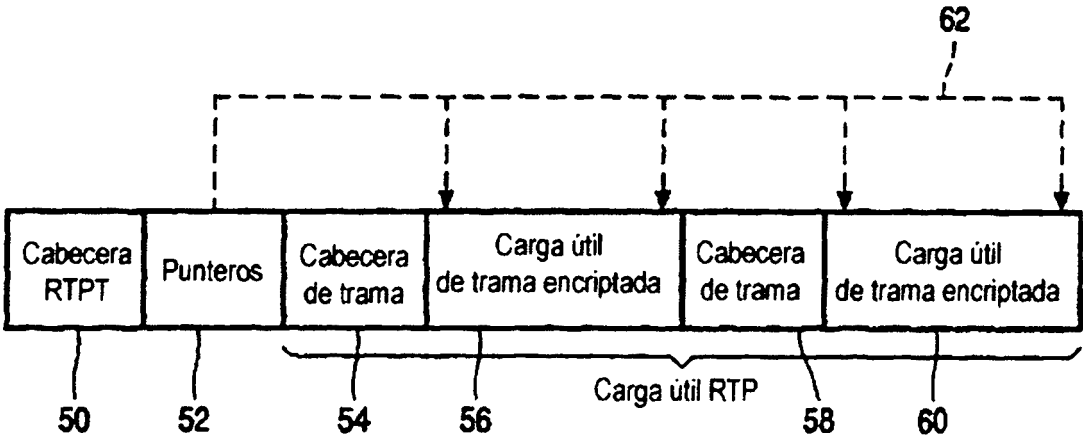 62
Cabecera
RTPT
Punteros
Cabecera
de trama
Carga útil
de trama encriptada
Cabecera
de trama
Carga útil
de trama encriptada
Carga útil RTP
50
52
54
56
58
60